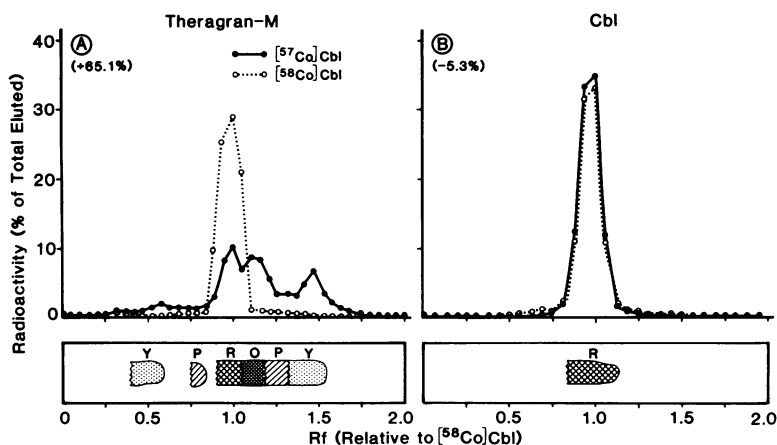 Theragran-M
Cbl
Radioactivity (% of Total Eluted)
40
30
20
10
0
A
(+65.1%)
[⁵⁷Co]Cbl
[⁵⁸Co]Cbl
B
(−5.3%)
Y P R O P Y
R
0 0.5 1.0 1.5 2.0
0.5 1.0 1.5 2.0
Rf (Relative to [⁵⁸Co]Cbl)